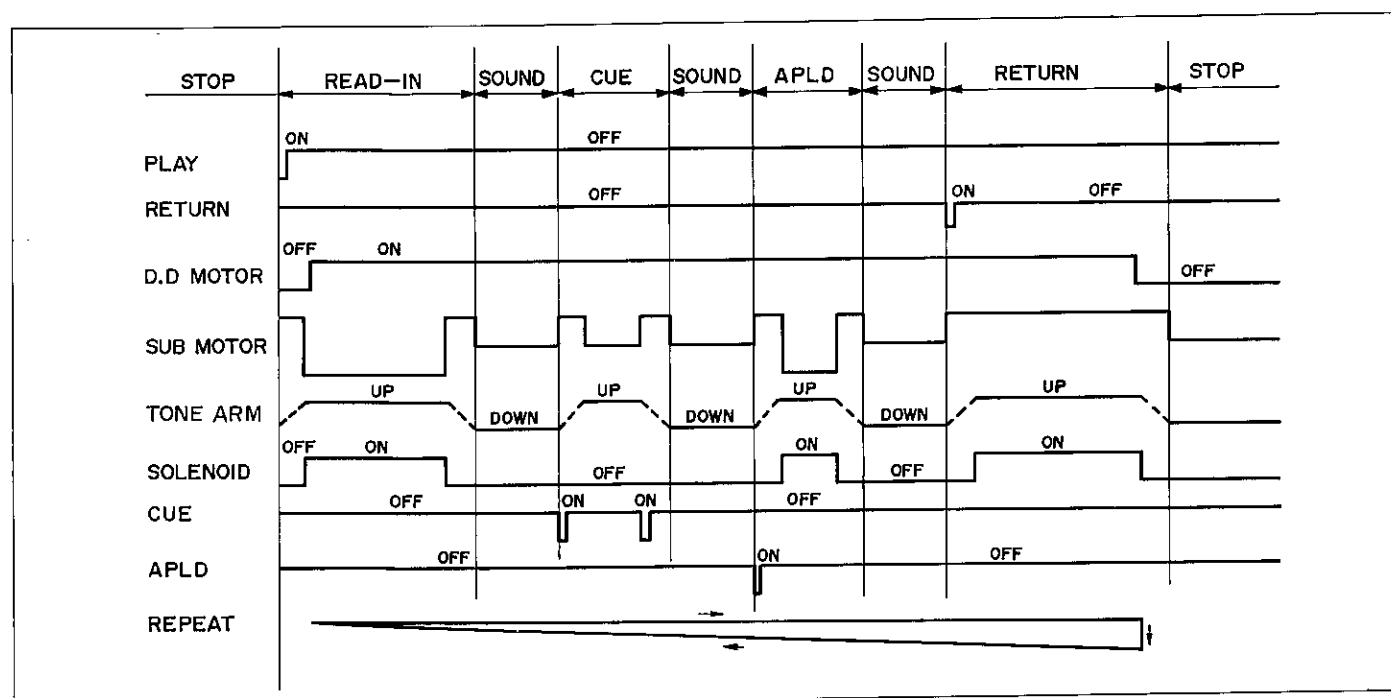 STOP READ-IN SOUND CUE SOUND APLD SOUND RETURN STOP
PLAY ON OFF
RETURN OFF ON OFF
D.D MOTOR OFF ON OFF
SUB MOTOR
TONE ARM UP DOWN UP DOWN UP DOWN UP
SOLENOID OFF ON OFF ON OFF ON
CUE OFF ON ON OFF
APLD OFF ON OFF
REPEAT